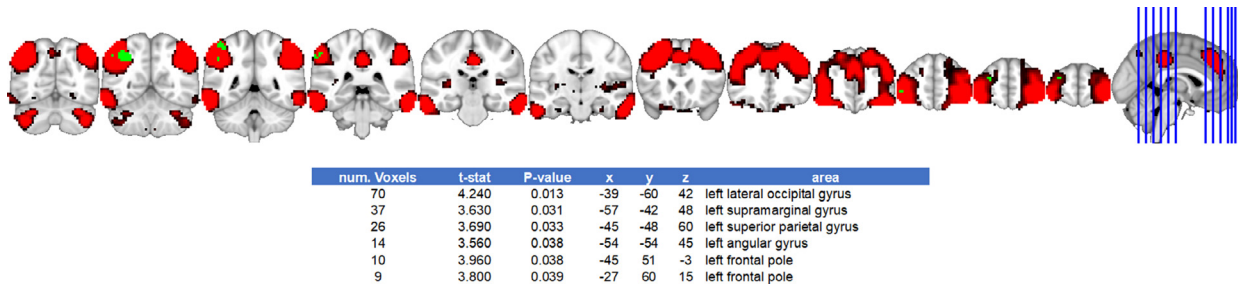 num. Voxels t-stat P-value x y z area
70 4.240 0.013 -39 -60 42 left lateral occipital gyrus
37 3.630 0.031 -57 -42 48 left supramarginal gyrus
26 3.690 0.033 -45 -48 60 left superior parietal gyrus
14 3.560 0.038 -54 -54 45 left angular gyrus
10 3.960 0.038 -45 51 -3 left frontal pole
9 3.800 0.039 -27 60 15 left frontal pole